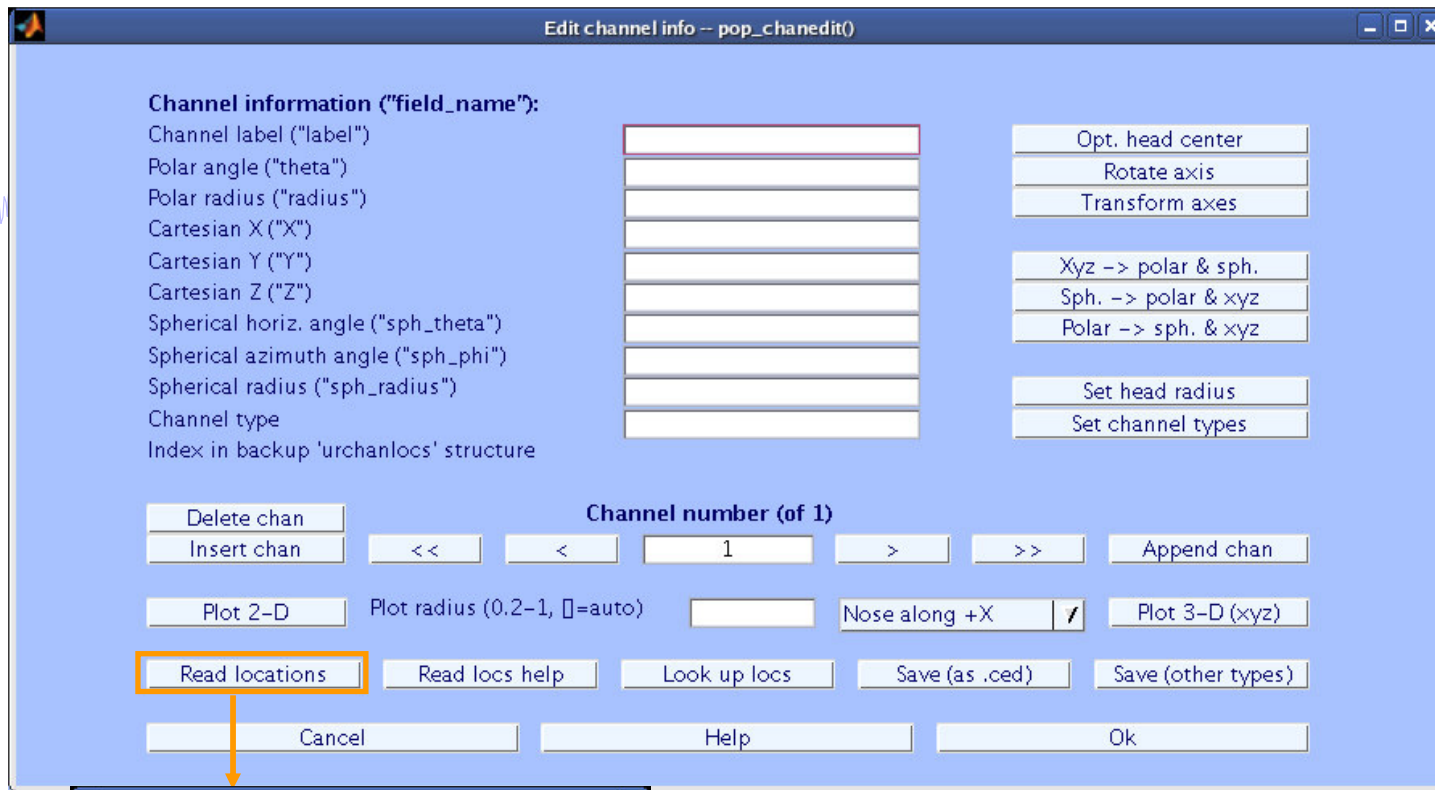 Edit channel info -- pop_chanedit()
Channel information ("field_name"):
Channel label ("label")
Opt. head center
Polar angle ("theta")
Rotate axis
Polar radius ("radius")
Transform axes
Cartesian X ("X")
Cartesian Y ("Y")
Xyz -> polar & sph.
Cartesian Z ("Z")
Sph. -> polar & xyz
Spherical horiz. angle ("sph_theta")
Polar -> sph. & xyz
Spherical azimuth angle ("sph_phi")
Spherical radius ("sph_radius")
Set head radius
Channel type
Set channel types
Index in backup 'urchanlocs' structure
Delete chan
Channel number (of 1)
Insert chan << < 1 > >> Append chan
Plot 2-D Plot radius (0.2-1, []=auto) Nose along +X Plot 3-D (xyz)
Read locations Read locs help Look up locs Save (as .ced) Save (other types)
Cancel Help Ok